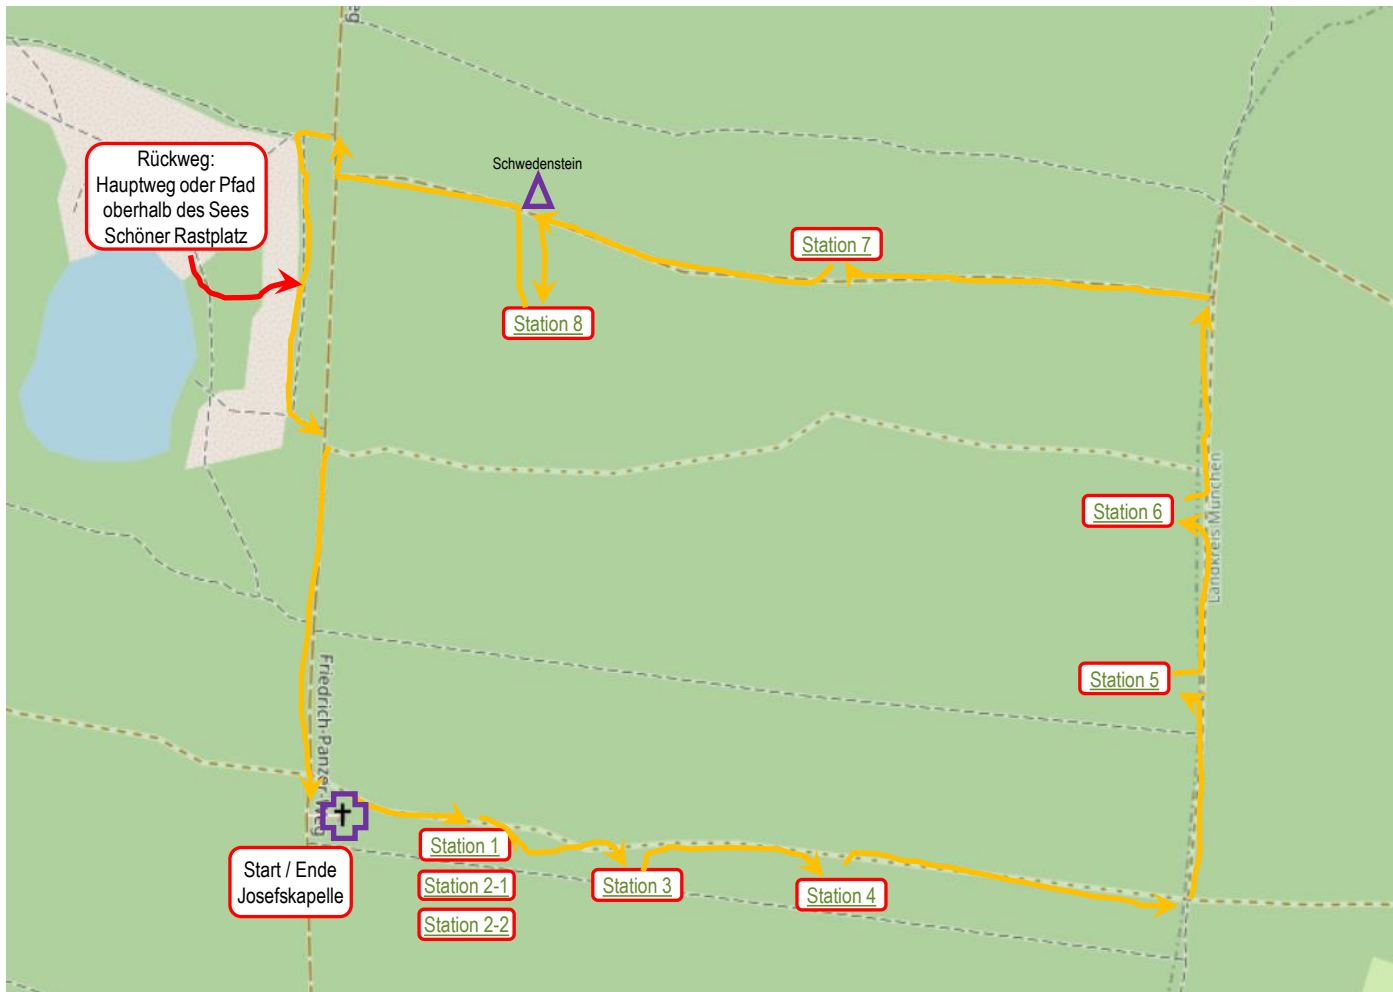 Rückweg:
Hauptweg oder Pfad
oberhalb des Sees
Schöner Rastplatz
Schwedenstein
Station 7
Station 8
Station 6
Landkreis München
Station 5
Friedrich-Panzer-Weg
Station 1
Station 2-1
Station 2-2
Station 3
Station 4
Start / Ende
Josefskapelle